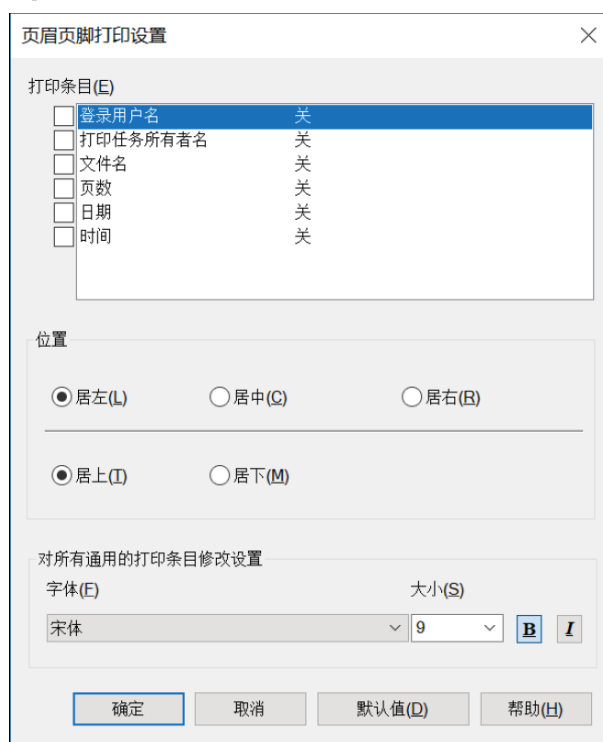 页眉页脚打印设置
打印条目(E)
登录用户名 关
打印任务所有者名 关
文件名 关
页数 关
日期 关
时间 关
位置
居左(L) 居中(C) 居右(R)
居上(T) 居下(M)
对所有通用的打印条目修改设置
字体(F) 大小(S)
宋体 9 B I
确定 取消 默认值(D) 帮助(H)